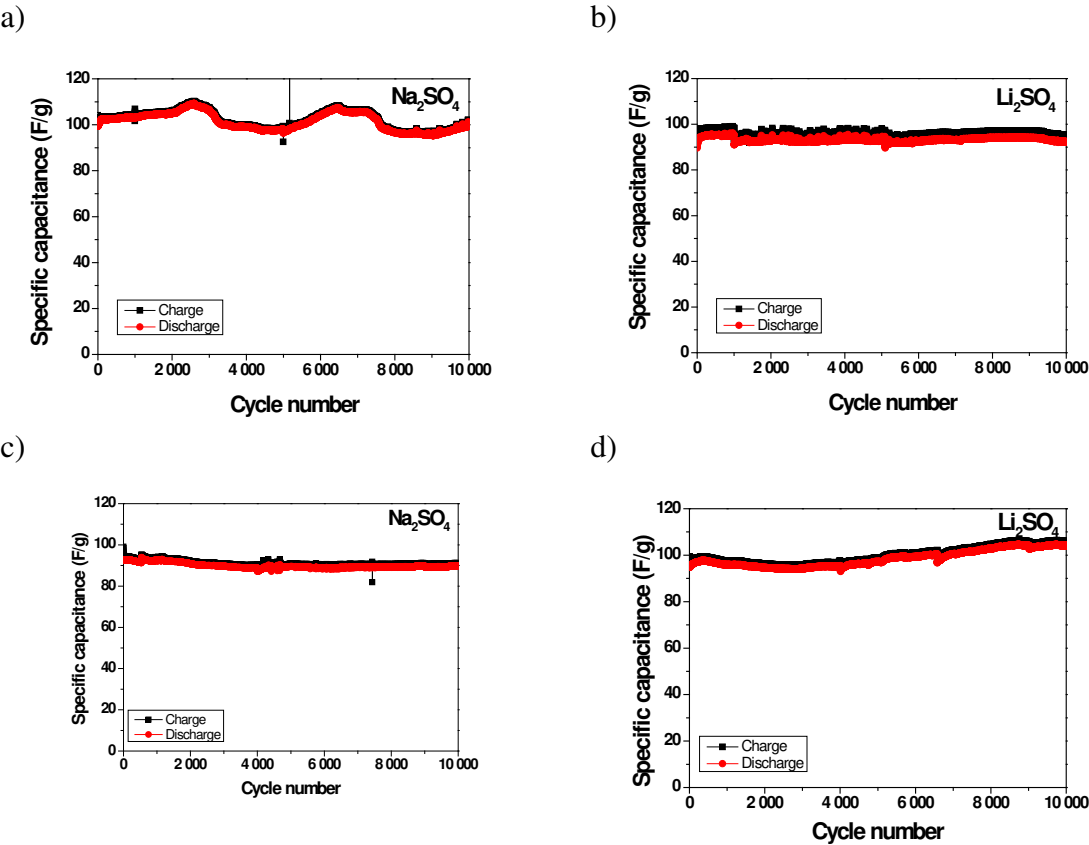 a)
b)
120
100
80
60
40
20
0
Specific capacitance (F/g)
Na₂SO₄
Charge
Discharge
0
2 000
4 000
6 000
8 000
10 000
Cycle number
120
100
80
60
40
20
0
Specific capacitance (F/g)
Li₂SO₄
Charge
Discharge
0
2 000
4 000
6 000
8 000
10 000
Cycle number
c)
d)
120
100
80
60
40
20
0
Specific capacitance (F/g)
Na₂SO₄
Charge
Discharge
0
2 000
4 000
6 000
8 000
10 000
Cycle number
120
100
80
60
40
20
0
Specific capacitance (F/g)
Li₂SO₄
Charge
Discharge
0
2 000
4 000
6 000
8 000
10 000
Cycle number